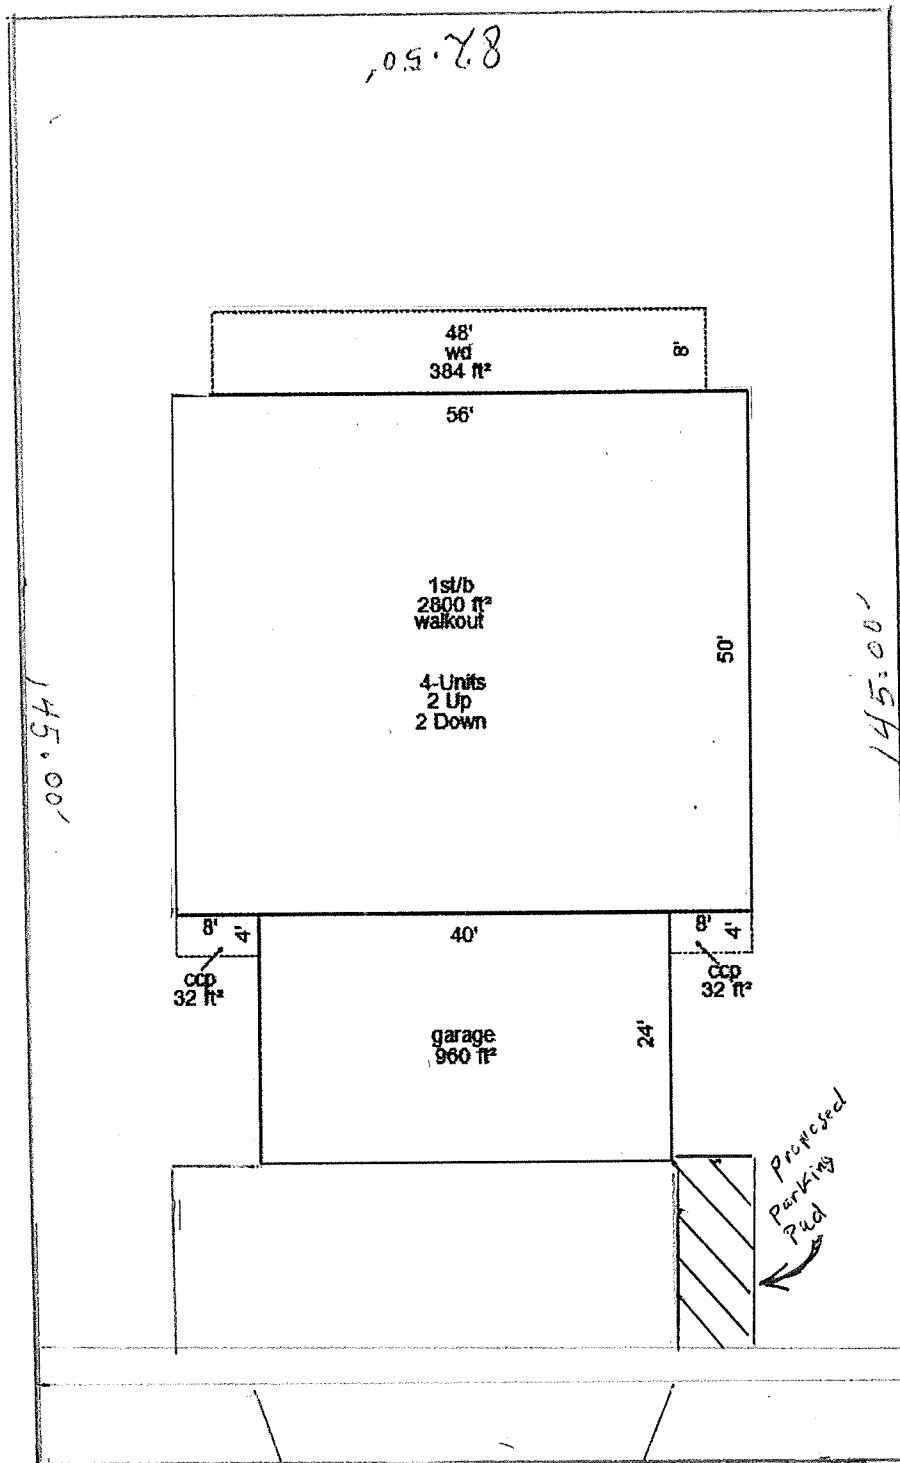 82.50'
48'
wd
384 ft²
8'
56'
1st/b
2800 ft²
walkout
50'
4-Units
2 Up
2 Down
145.00'
145.00'
8'
4'
40'
8'
4'
ccp
32 ft²
ccp
32 ft²
garage
960 ft²
24'
Proposed
Parking
Pad